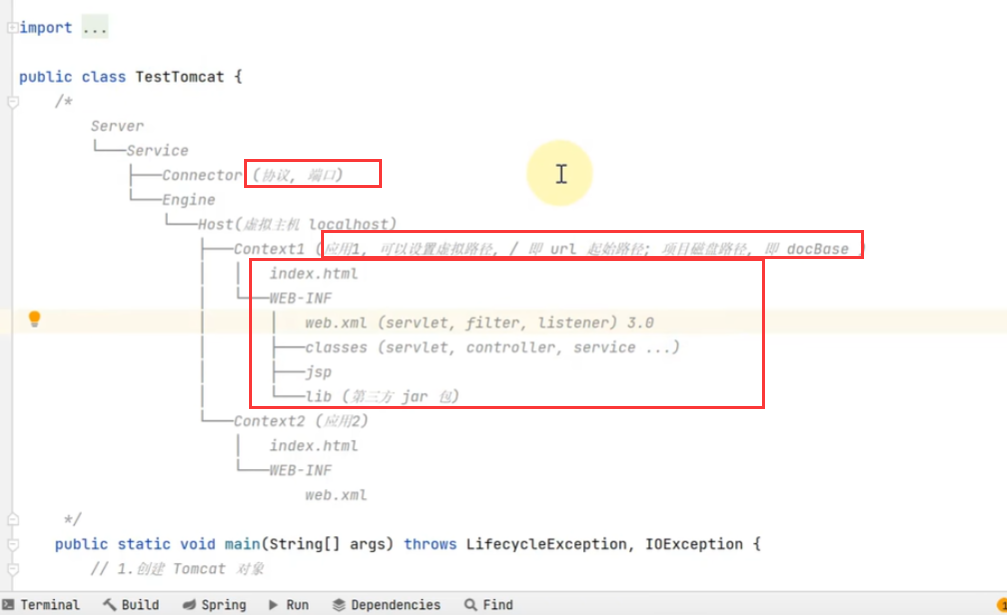 import ...
public class TestTomcat {
/*
Server
└───Service
├───Connector (协议, 端口)
└───Engine
└───Host(虚拟主机 localhost)
├───Context1 (应用1, 可以设置虚拟路径, / 即 url 起始路径; 项目磁盘路径, 即 docBase )
│ │ index.html
│ └───WEB-INF
│ │ web.xml (servlet, filter, listener) 3.0
│ ├───classes (servlet, controller, service ...)
│ ├───jsp
│ └───lib (第三方 jar 包)
└───Context2 (应用2)
│ index.html
└───WEB-INF
web.xml
*/
public static void main(String[] args) throws LifecycleException, IOException {
// 1.创建 Tomcat 对象
Terminal Build Spring Run Dependencies Find